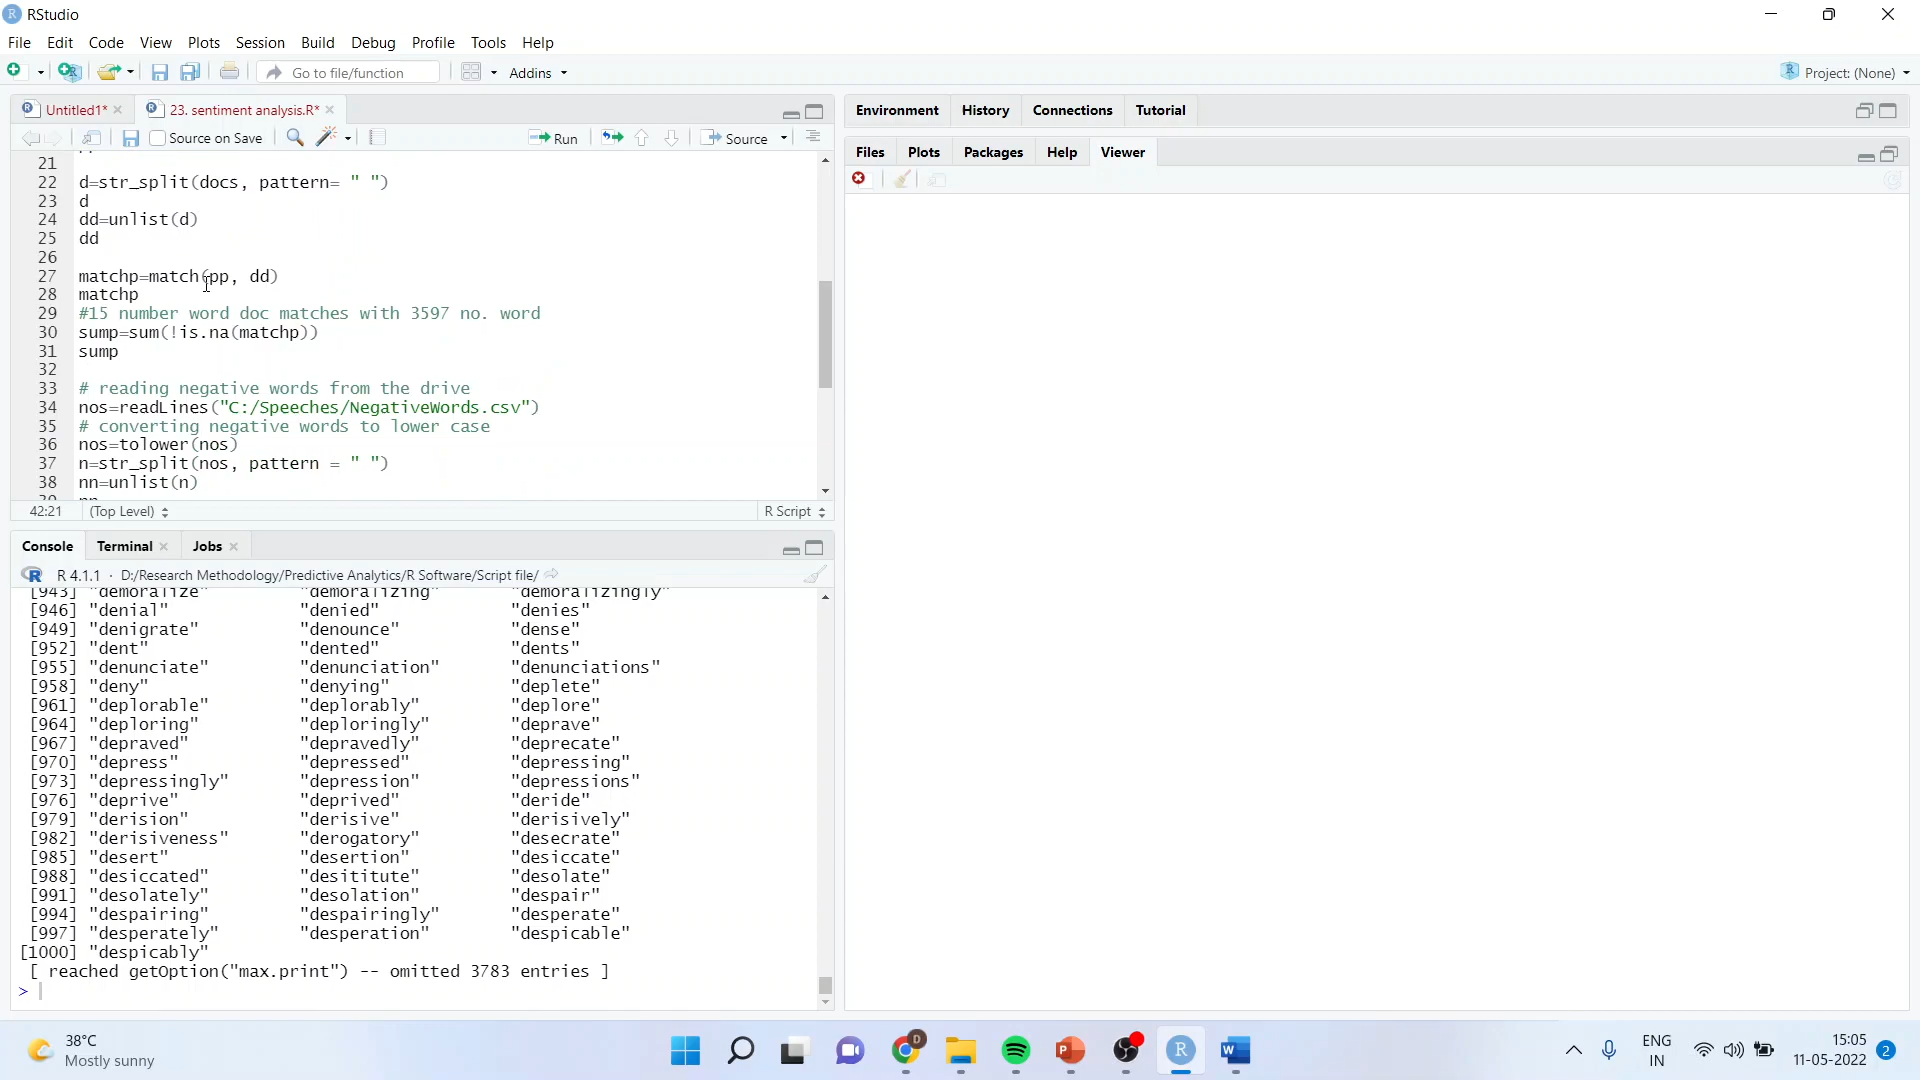 RStudio
File Edit Code View Plots Session Build Debug Profile Tools Help
Go to file/function Addins Project: (None)
Untitled1* 23. sentiment analysis.R*
Source on Save Run Source
21
22 d=str_split(docs, pattern= " ")
23 d
24 dd=unlist(d)
25 dd
26
27 matchp=match(pp, dd)
28 matchp
29 #15 number word doc matches with 3597 no. word
30 sump=sum(!is.na(matchp))
31 sump
32
33 # reading negative words from the drive
34 nos=readLines("C:/Speeches/NegativeWords.csv")
35 # converting negative words to lower case
36 nos=tolower(nos)
37 n=str_split(nos, pattern = " ")
38 nn=unlist(n)
39 nn
42:21 (Top Level) R Script
Console Terminal Jobs
R 4.1.1 · D:/Research Methodology/Predictive Analytics/R Software/Script file/
[943] "demoralize" "demoralizing" "demoralizingly"
[946] "denial" "denied" "denies"
[949] "denigrate" "denounce" "dense"
[952] "dent" "dented" "dents"
[955] "denunciate" "denunciation" "denunciations"
[958] "deny" "denying" "deplete"
[961] "deplorable" "deplorably" "deplore"
[964] "deploring" "deploringly" "deprave"
[967] "depraved" "depravedly" "deprecate"
[970] "depress" "depressed" "depressing"
[973] "depressingly" "depression" "depressions"
[976] "deprive" "deprived" "deride"
[979] "derision" "derisive" "derisively"
[982] "derisiveness" "derogatory" "desecrate"
[985] "desert" "desertion" "desiccate"
[988] "desiccated" "desititute" "desolate"
[991] "desolately" "desolation" "despair"
[994] "despairing" "despairingly" "desperate"
[997] "desperately" "desperation" "despicable"
[1000] "despicably"
[ reached getOption("max.print") -- omitted 3783 entries ]
>
Environment History Connections Tutorial
Files Plots Packages Help Viewer
38°C
Mostly sunny
D
ENG
IN
15:05
11-05-2022
2